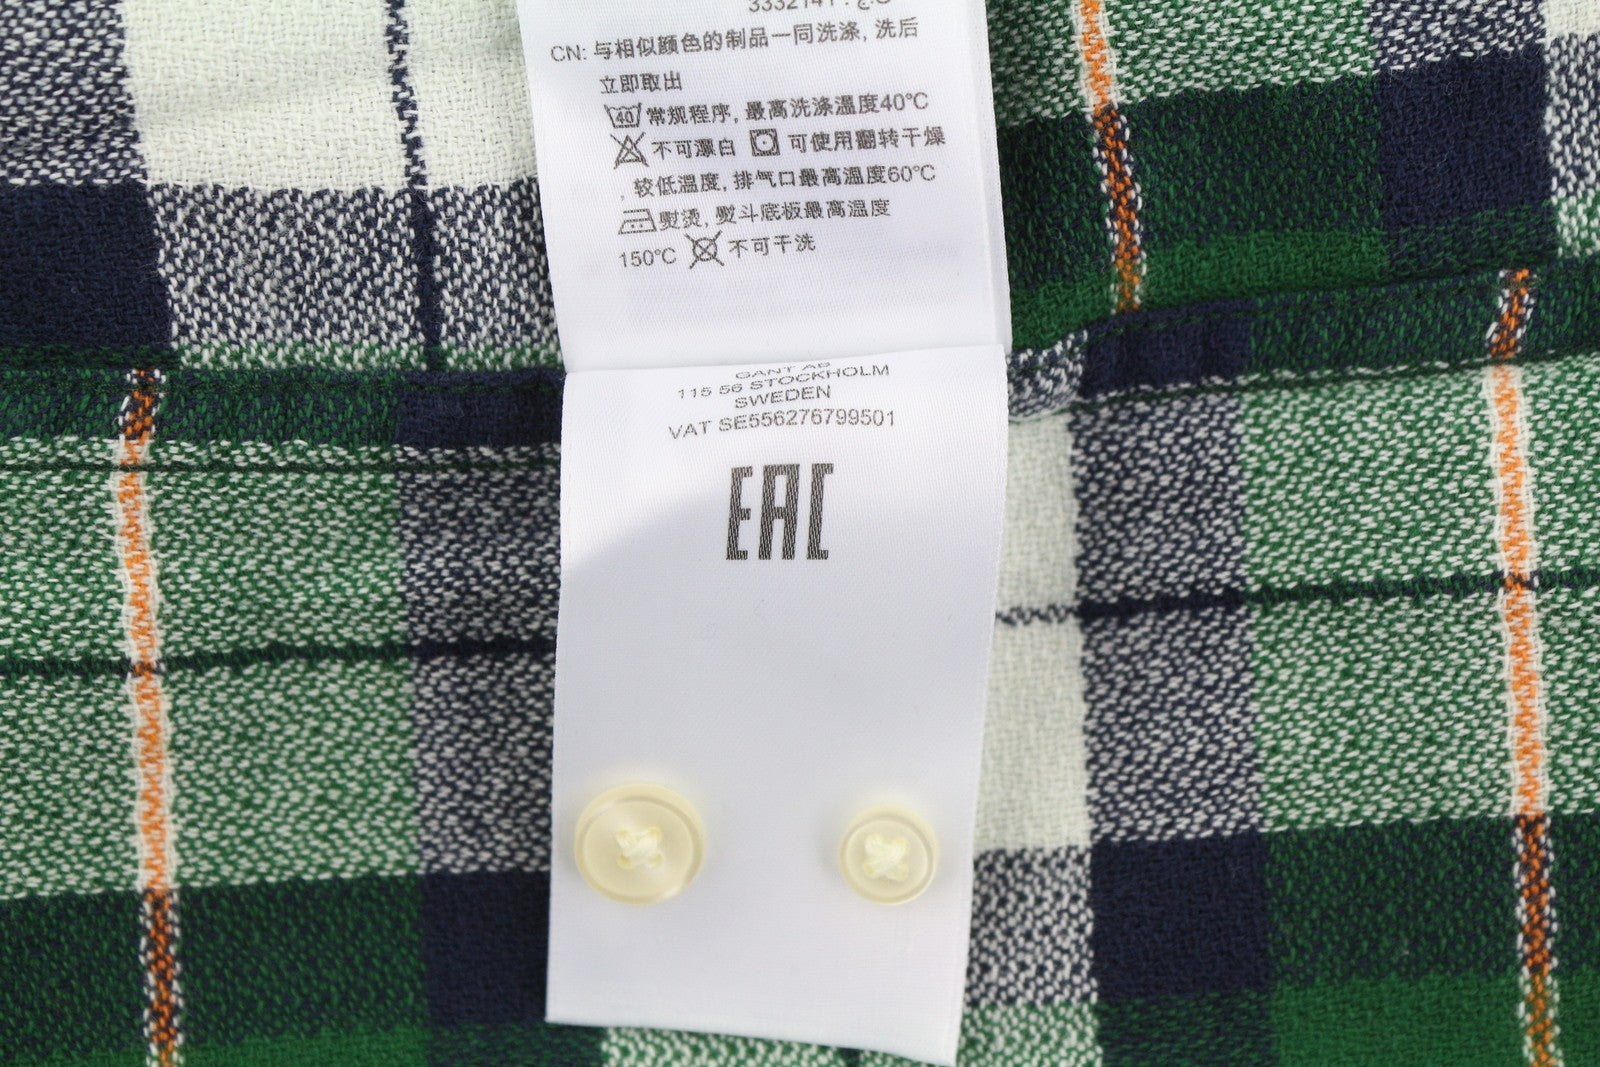 3332141
CN: 与相似颜色的制品一同洗涤, 洗后
立即取出
40 常规程序, 最高洗涤温度40°C
不可漂白 可使用翻转干燥
, 较低温度, 排气口最高温度60°C
熨烫, 熨斗底板最高温度
150°C 不可干洗
GANT AB
115 56 STOCKHOLM
SWEDEN
VAT SE556276799501
EAC